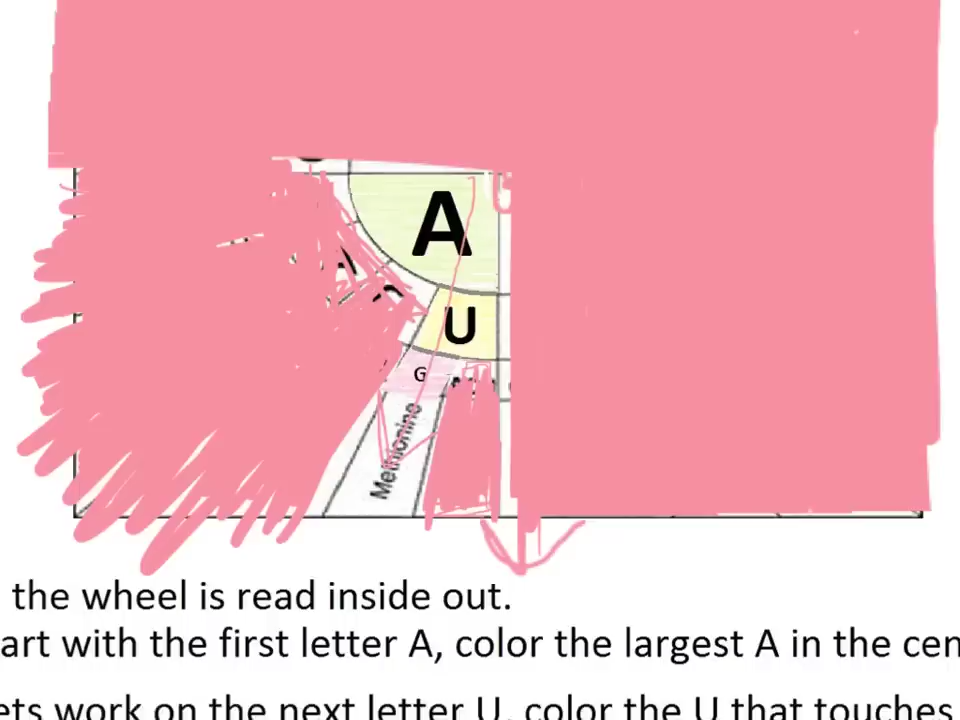 A
U
G
Methionine
the wheel is read inside out.
art with the first letter A, color the largest A in the cen
ets work on the next letter U, color the U that touches